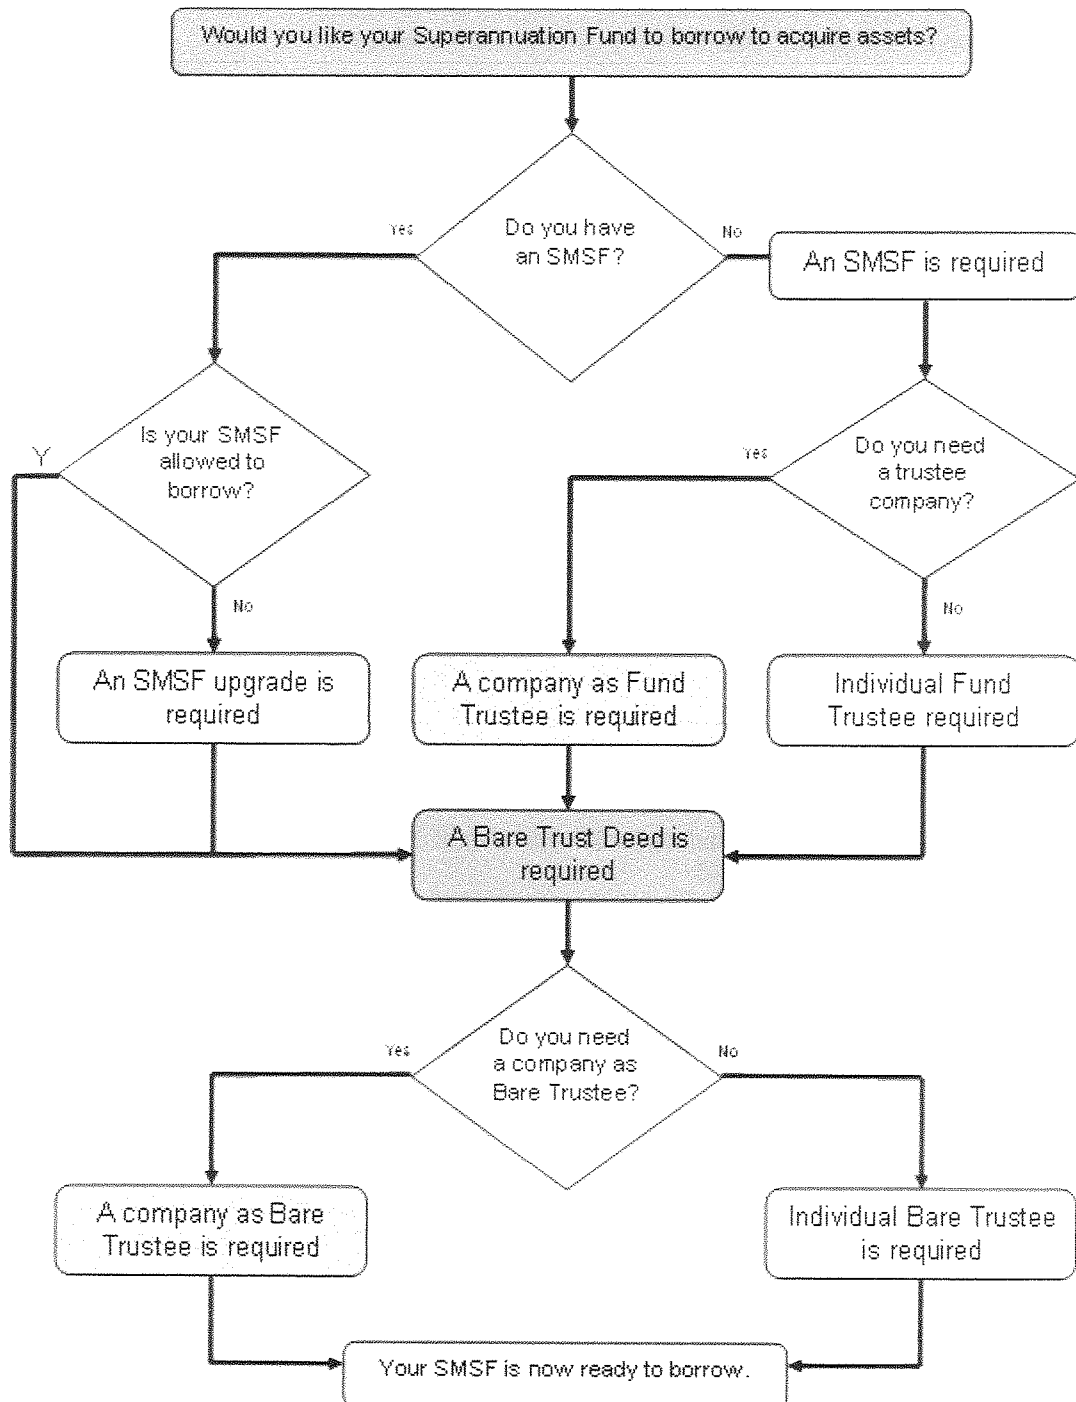 Would you like your Superannuation Fund to borrow to acquire assets?
Yes
Do you have
an SMSF?
No
An SMSF is required
Y
Is your SMSF
allowed to
borrow?
Yes
Do you need
a trustee
company?
No
No
An SMSF upgrade is
required
A company as Fund
Trustee is required
Individual Fund
Trustee required
A Bare Trust Deed is
required
Yes
Do you need
a company as
Bare Trustee?
No
A company as Bare
Trustee is required
Individual Bare Trustee
is required
Your SMSF is now ready to borrow.